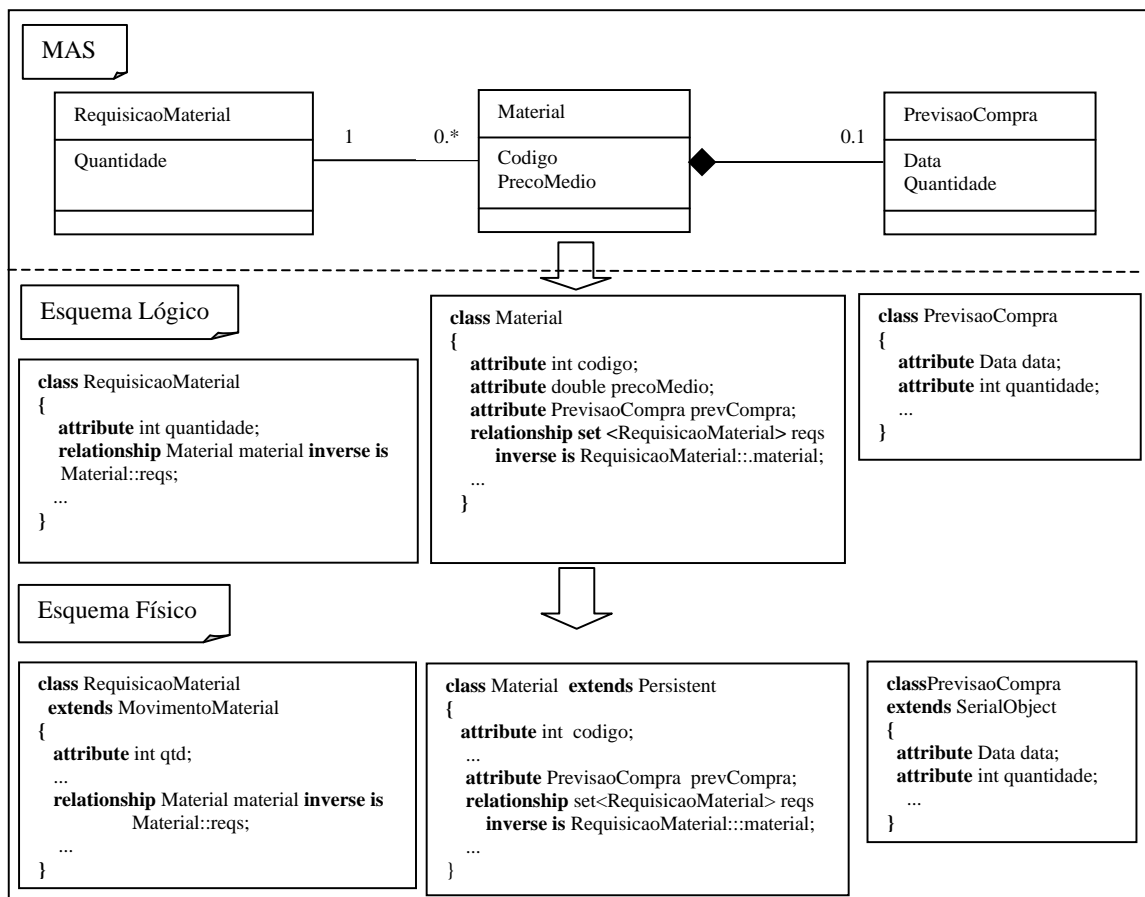 MAS
RequisicaoMaterial
Quantidade
1
0.*
Material
Codigo
PrecoMedio
0.1
PrevisaoCompra
Data
Quantidade
Esquema Lógico
class RequisicaoMaterial
{
attribute int quantidade;
relationship Material material inverse is
Material::reqs;
...
}
class Material
{
attribute int codigo;
attribute double precoMedio;
attribute PrevisaoCompra prevCompra;
relationship set <RequisicaoMaterial> reqs
inverse is RequisicaoMaterial::.material;
...
}
class PrevisaoCompra
{
attribute Data data;
attribute int quantidade;
...
}
Esquema Físico
class RequisicaoMaterial
extends MovimentoMaterial
{
attribute int qtd;
...
relationship Material material inverse is
Material::reqs;
...
}
class Material extends Persistent
{
attribute int codigo;
...
attribute PrevisaoCompra prevCompra;
relationship set<RequisicaoMaterial> reqs
inverse is RequisicaoMaterial:::material;
...
}
classPrevisaoCompra
extends SerialObject
{
attribute Data data;
attribute int quantidade;
...
}